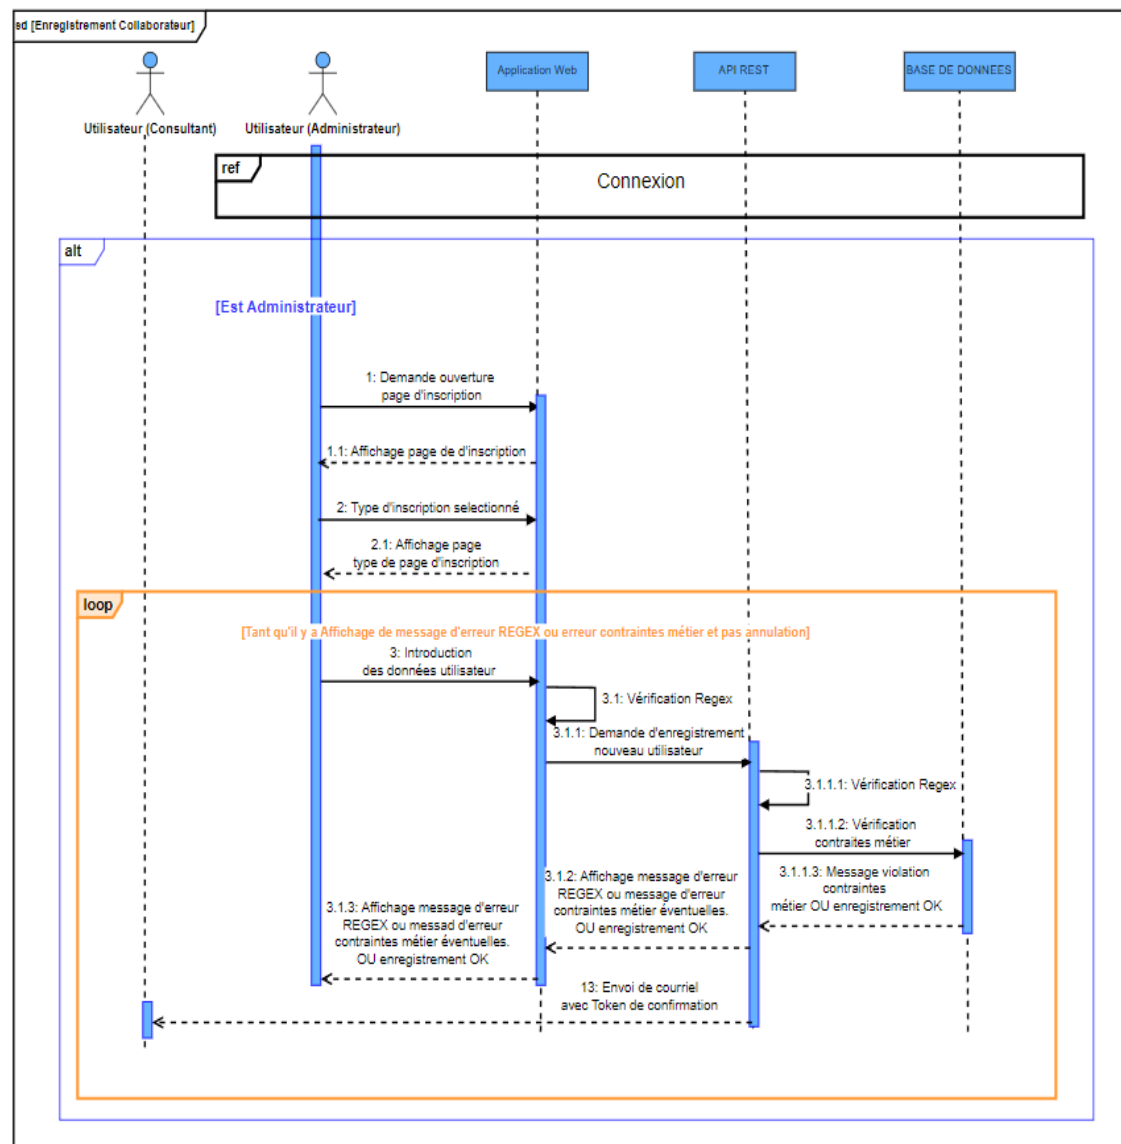 sd [Enregistrement Collaborateur]
Application Web
API REST
BASE DE DONNEES
Utilisateur (Consultant)
Utilisateur (Administrateur)
ref
Connexion
alt
[Est Administrateur]
1: Demande ouverture
page d'inscription
1.1: Affichage page de d'inscription
2: Type d'inscription selectionné
2.1: Affichage page
type de page d'inscription
loop
[Tant qu'il y a Affichage de message d'erreur REGEX ou erreur contraintes métier et pas annulation]
3: Introduction
des données utilisateur
3.1: Vérification Regex
3.1.1: Demande d'enregistrement
nouveau utilisateur
3.1.1.1: Vérification Regex
3.1.1.2: Vérification
contraites métier
3.1.1.3: Message violation
contraintes
métier OU enregistrement OK
3.1.2: Affichage message d'erreur
REGEX ou message d'erreur
contraintes métier éventuelles.
OU enregistrement OK
3.1.3: Affichage message d'erreur
REGEX ou messad d'erreur
contraintes métier éventuelles.
OU enregistrement OK
13: Envoi de courriel
avec Token de confirmation